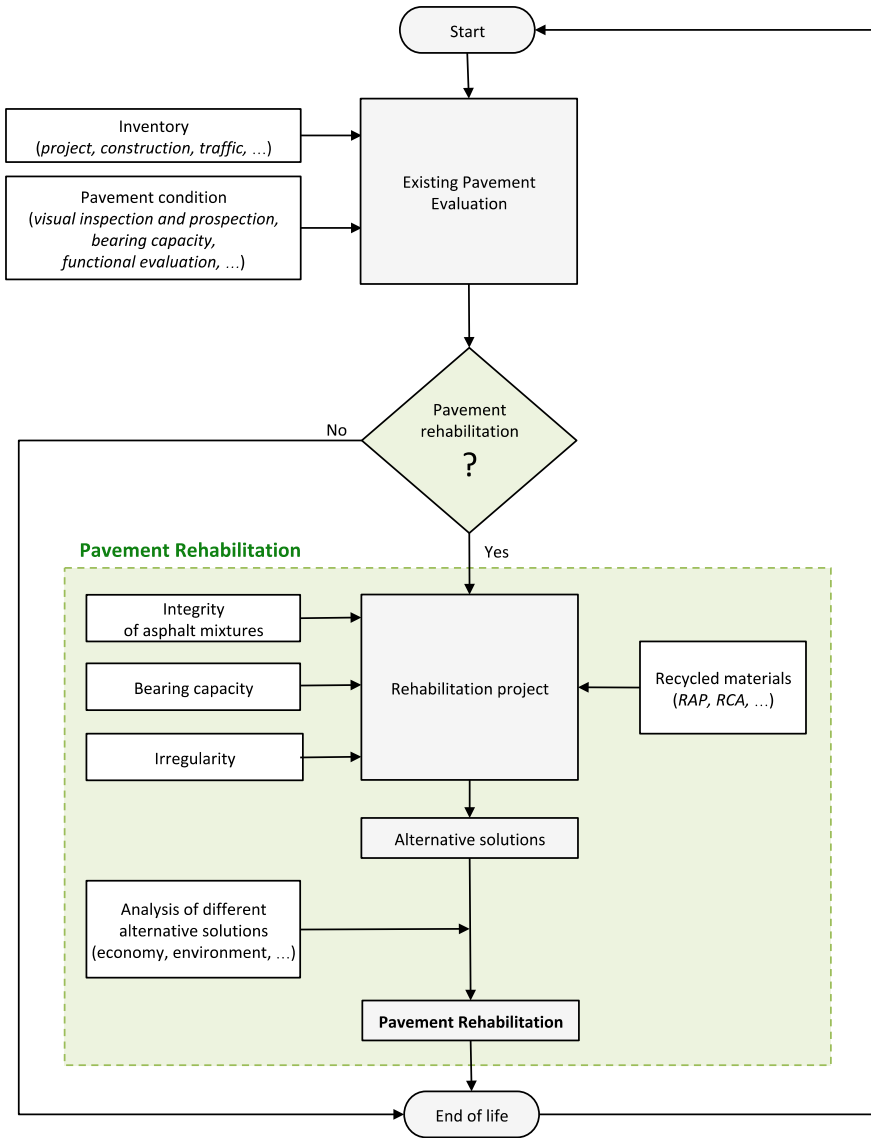 Start
Inventory
(project, construction, traffic, …)
Existing Pavement
Evaluation
Pavement condition
(visual inspection and prospection,
bearing capacity,
functional evaluation, …)
Pavement
rehabilitation
?
No
Yes
Pavement Rehabilitation
Integrity
of asphalt mixtures
Bearing capacity
Irregularity
Rehabilitation project
Recycled materials
(RAP, RCA, …)
Alternative solutions
Analysis of different
alternative solutions
(economy, environment, …)
Pavement Rehabilitation
End of life